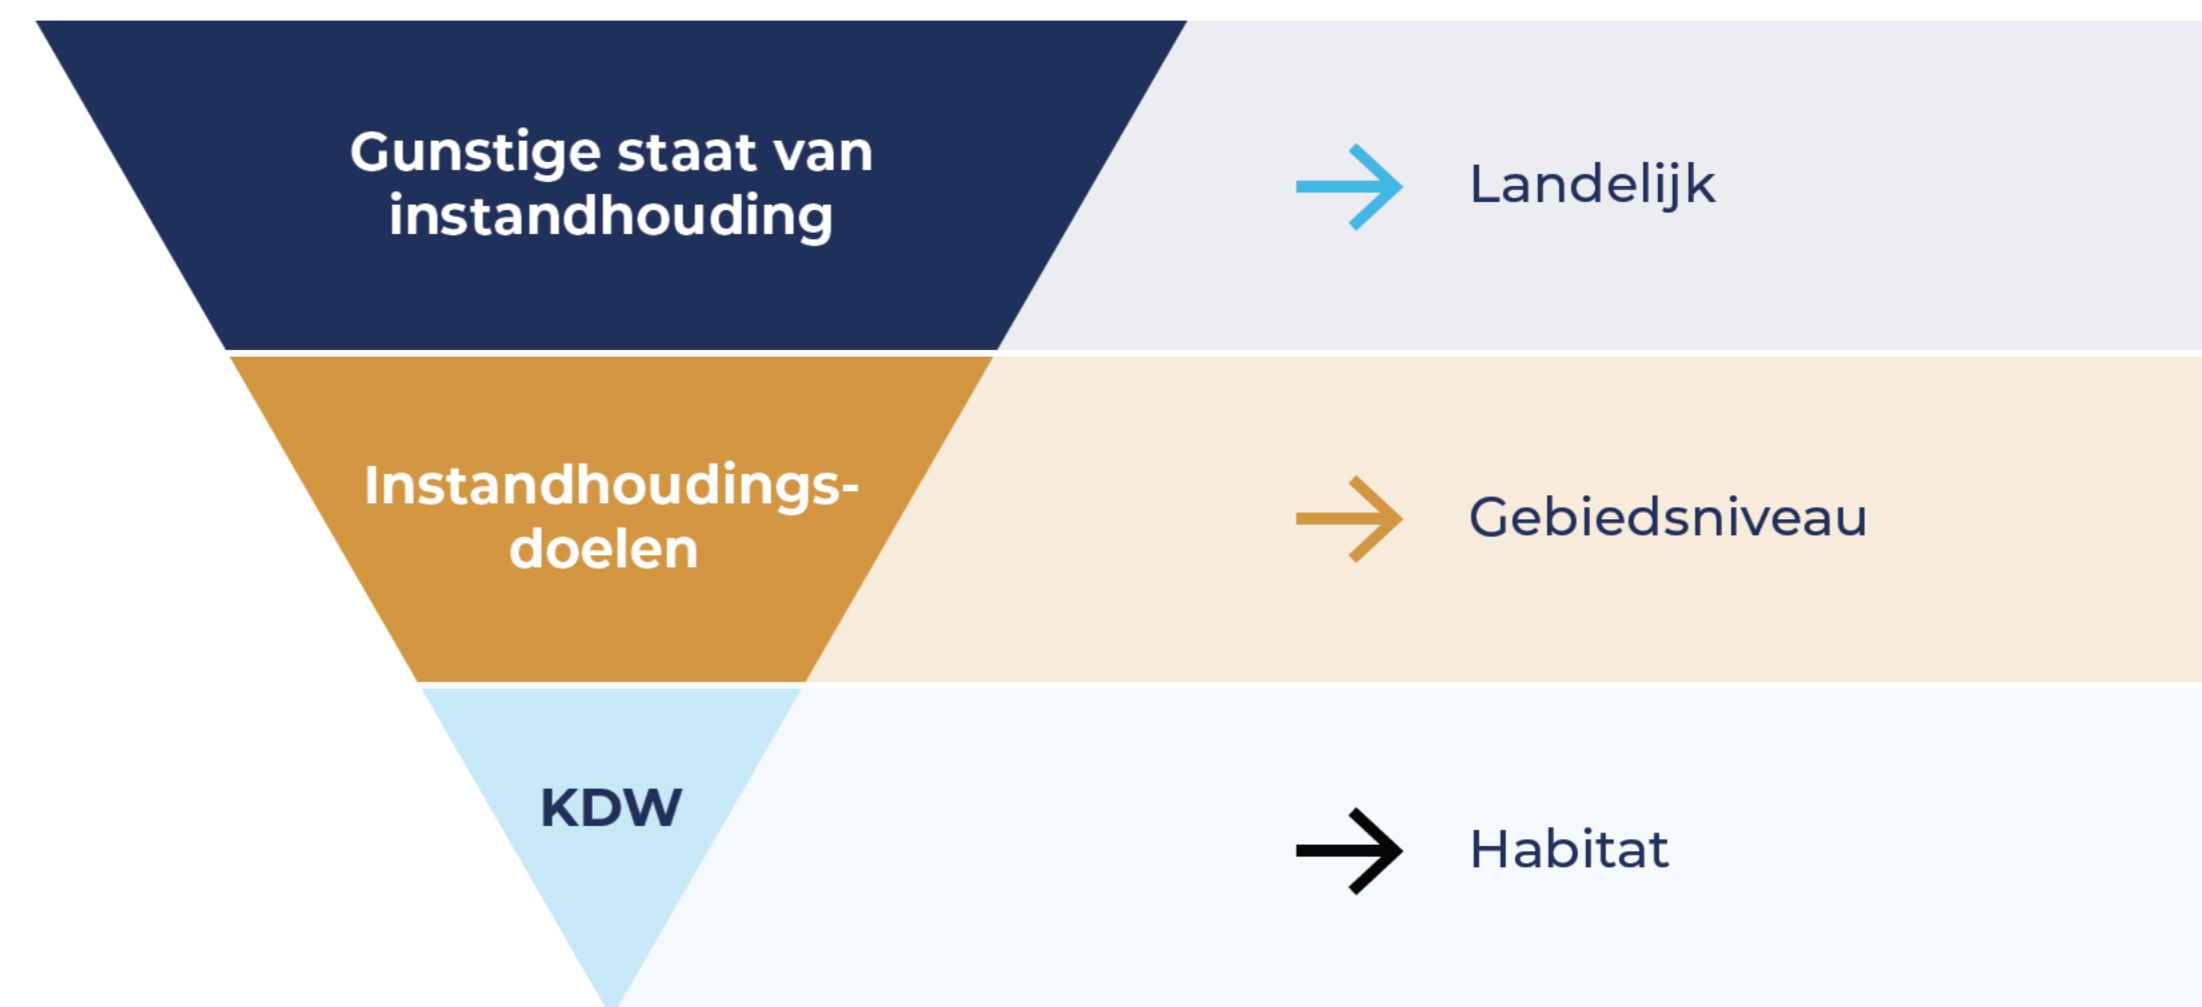 Gunstige staat van
instandhouding
Landelijk
Instandhoudings-
doelen
Gebiedsniveau
KDW
Habitat